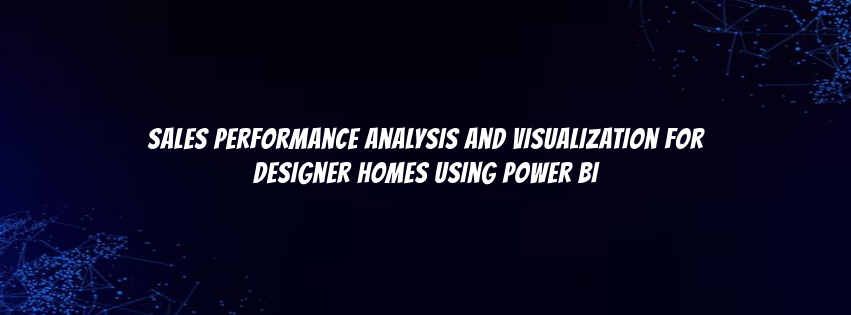 SALES PERFORMANCE ANALYSIS AND VISUALIZATION FOR
DESIGNER HOMES USING POWER BI